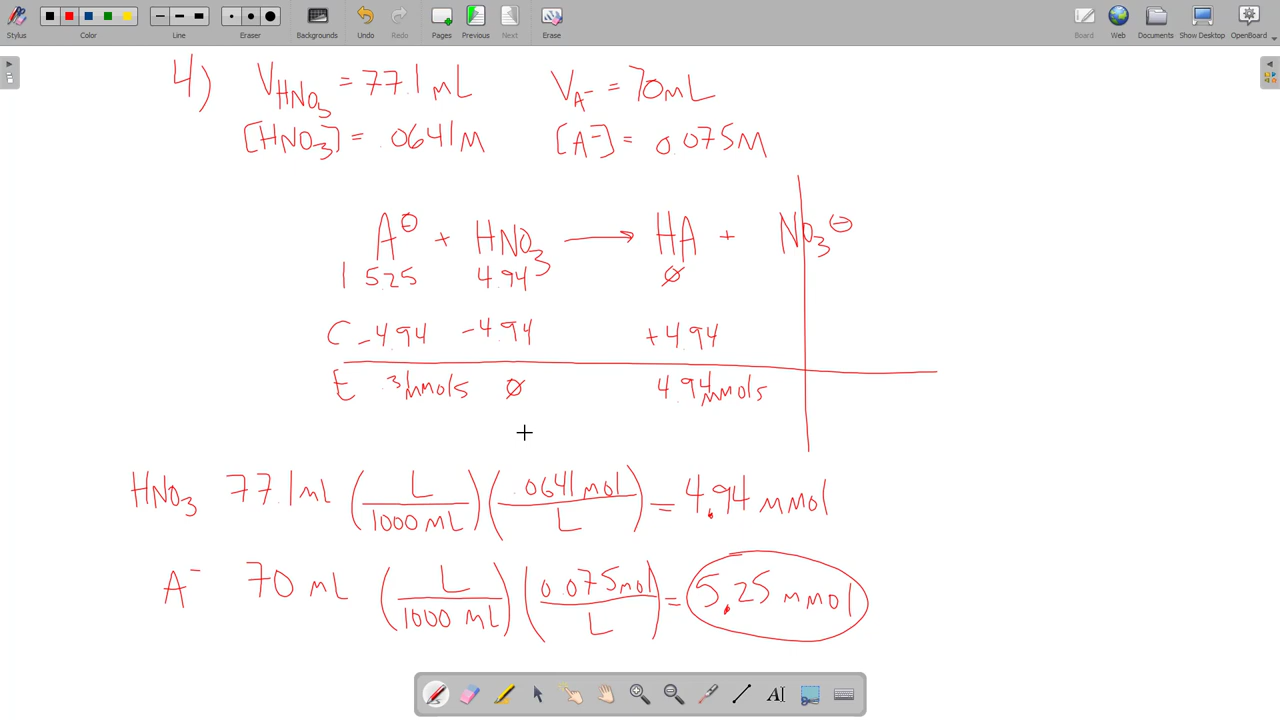 Stylus Color Line Eraser Backgrounds Undo Redo Pages Previous Next Erase Board Web Documents Show Desktop OpenBoard
4) V_HNO₃ = 77.1 mL V_A⁻ = 70 mL
[HNO₃] = .0641 M [A⁻] = 0.075 M
A⊖ + HNO₃ → HA + NO₃⊖
I 5.25 4.94 ∅
C -4.94 -4.94 +4.94
E .31 mmols ∅ 4.94 mmols
HNO₃ 77.1 mL (L/1000 mL) (.0641 mol/L) = 4.94 mmol
A⁻ 70 mL (L/1000 mL) (0.075 mol/L) = 5.25 mmol